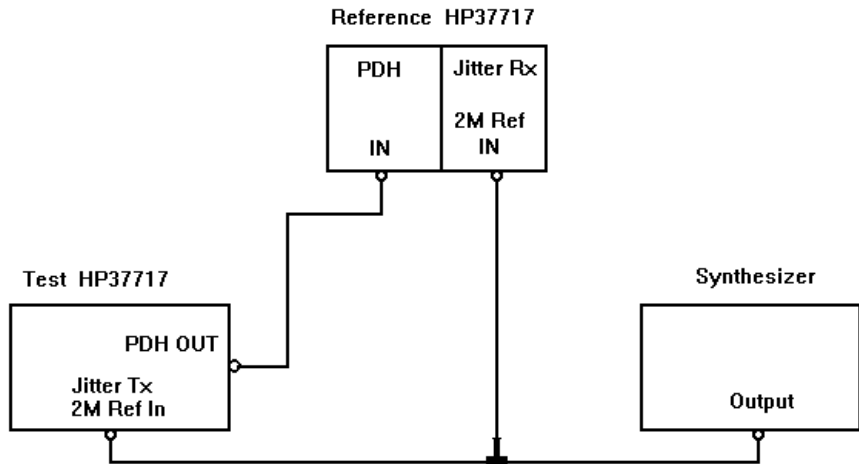 Reference HP37717
PDH
IN
Jitter Rx
2M Ref
IN
Test HP37717
PDH OUT
Jitter Tx
2M Ref In
Synthesizer
Output